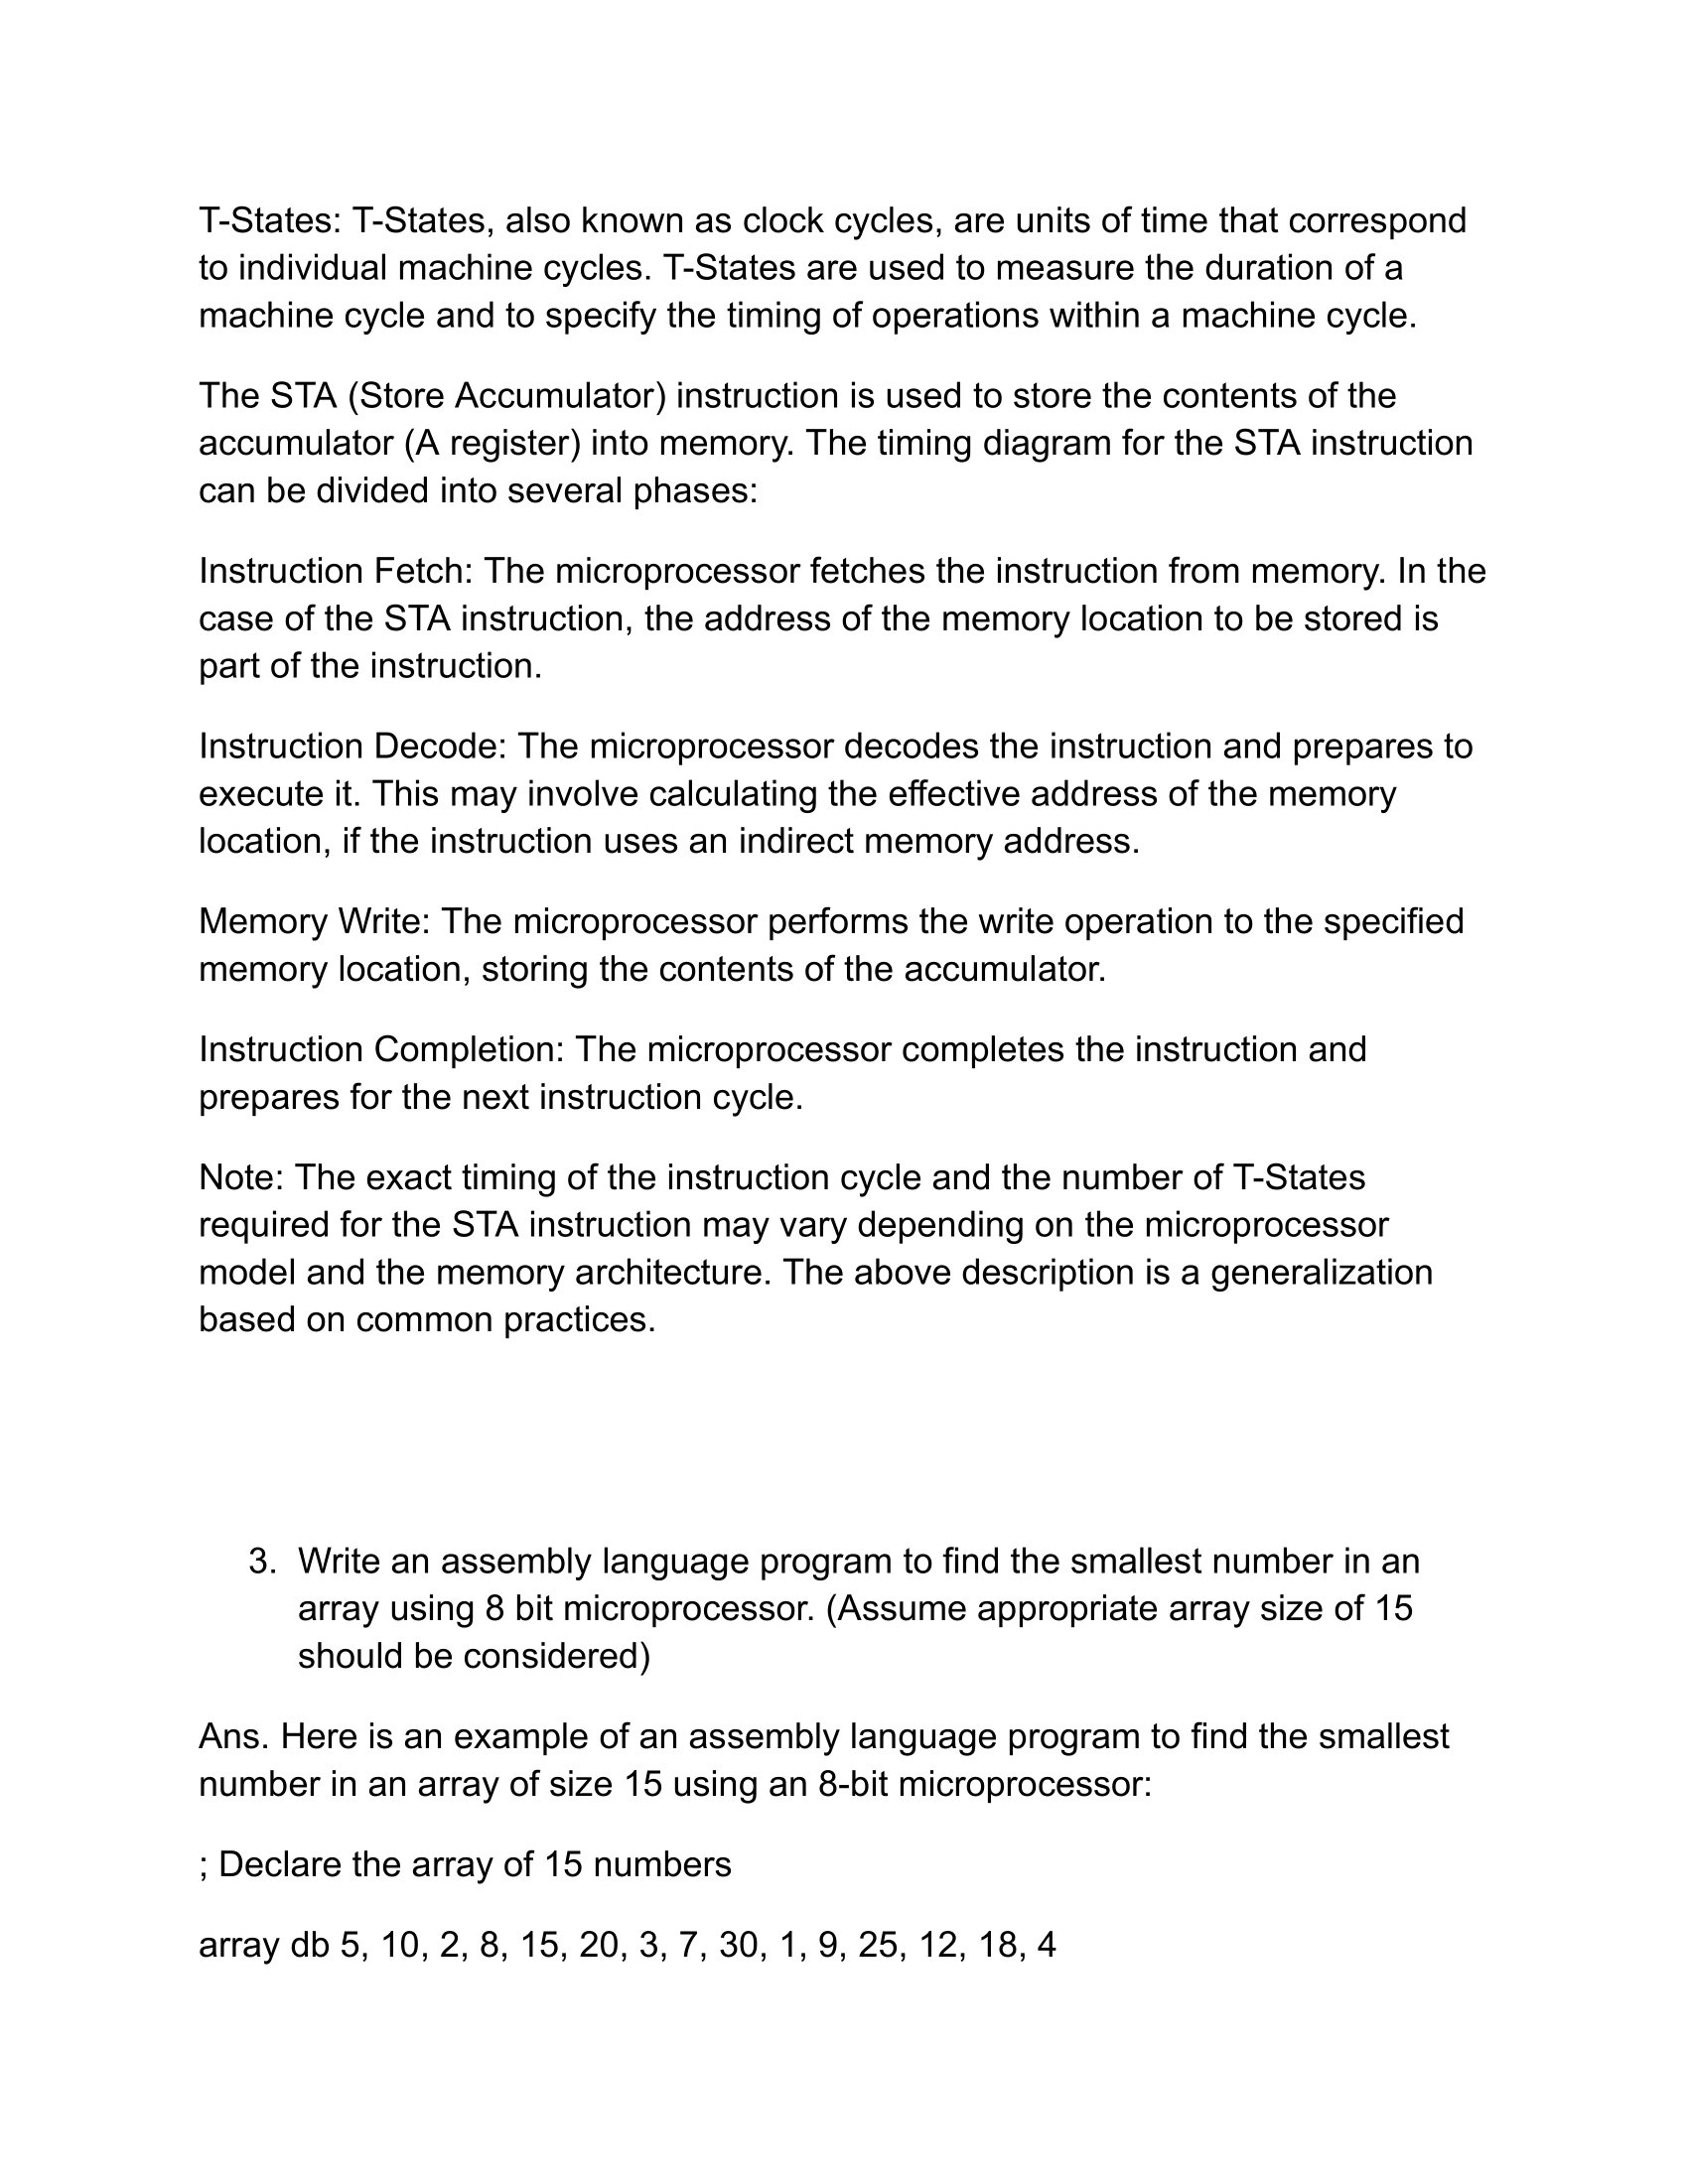 T-States: T-States, also known as clock cycles, are units of time that correspond
to individual machine cycles. T-States are used to measure the duration of a
machine cycle and to specify the timing of operations within a machine cycle.
The STA (Store Accumulator) instruction is used to store the contents of the
accumulator (A register) into memory. The timing diagram for the STA instruction
can be divided into several phases:
Instruction Fetch: The microprocessor fetches the instruction from memory. In the
case of the STA instruction, the address of the memory location to be stored is
part of the instruction.
Instruction Decode: The microprocessor decodes the instruction and prepares to
execute it. This may involve calculating the effective address of the memory
location, if the instruction uses an indirect memory address.
Memory Write: The microprocessor performs the write operation to the specified
memory location, storing the contents of the accumulator.
Instruction Completion: The microprocessor completes the instruction and
prepares for the next instruction cycle.
Note: The exact timing of the instruction cycle and the number of T-States
required for the STA instruction may vary depending on the microprocessor
model and the memory architecture. The above description is a generalization
based on common practices.
3. Write an assembly language program to find the smallest number in an
array using 8 bit microprocessor. (Assume appropriate array size of 15
should be considered)
Ans. Here is an example of an assembly language program to find the smallest
number in an array of size 15 using an 8-bit microprocessor:
; Declare the array of 15 numbers
array db 5, 10, 2, 8, 15, 20, 3, 7, 30, 1, 9, 25, 12, 18, 4